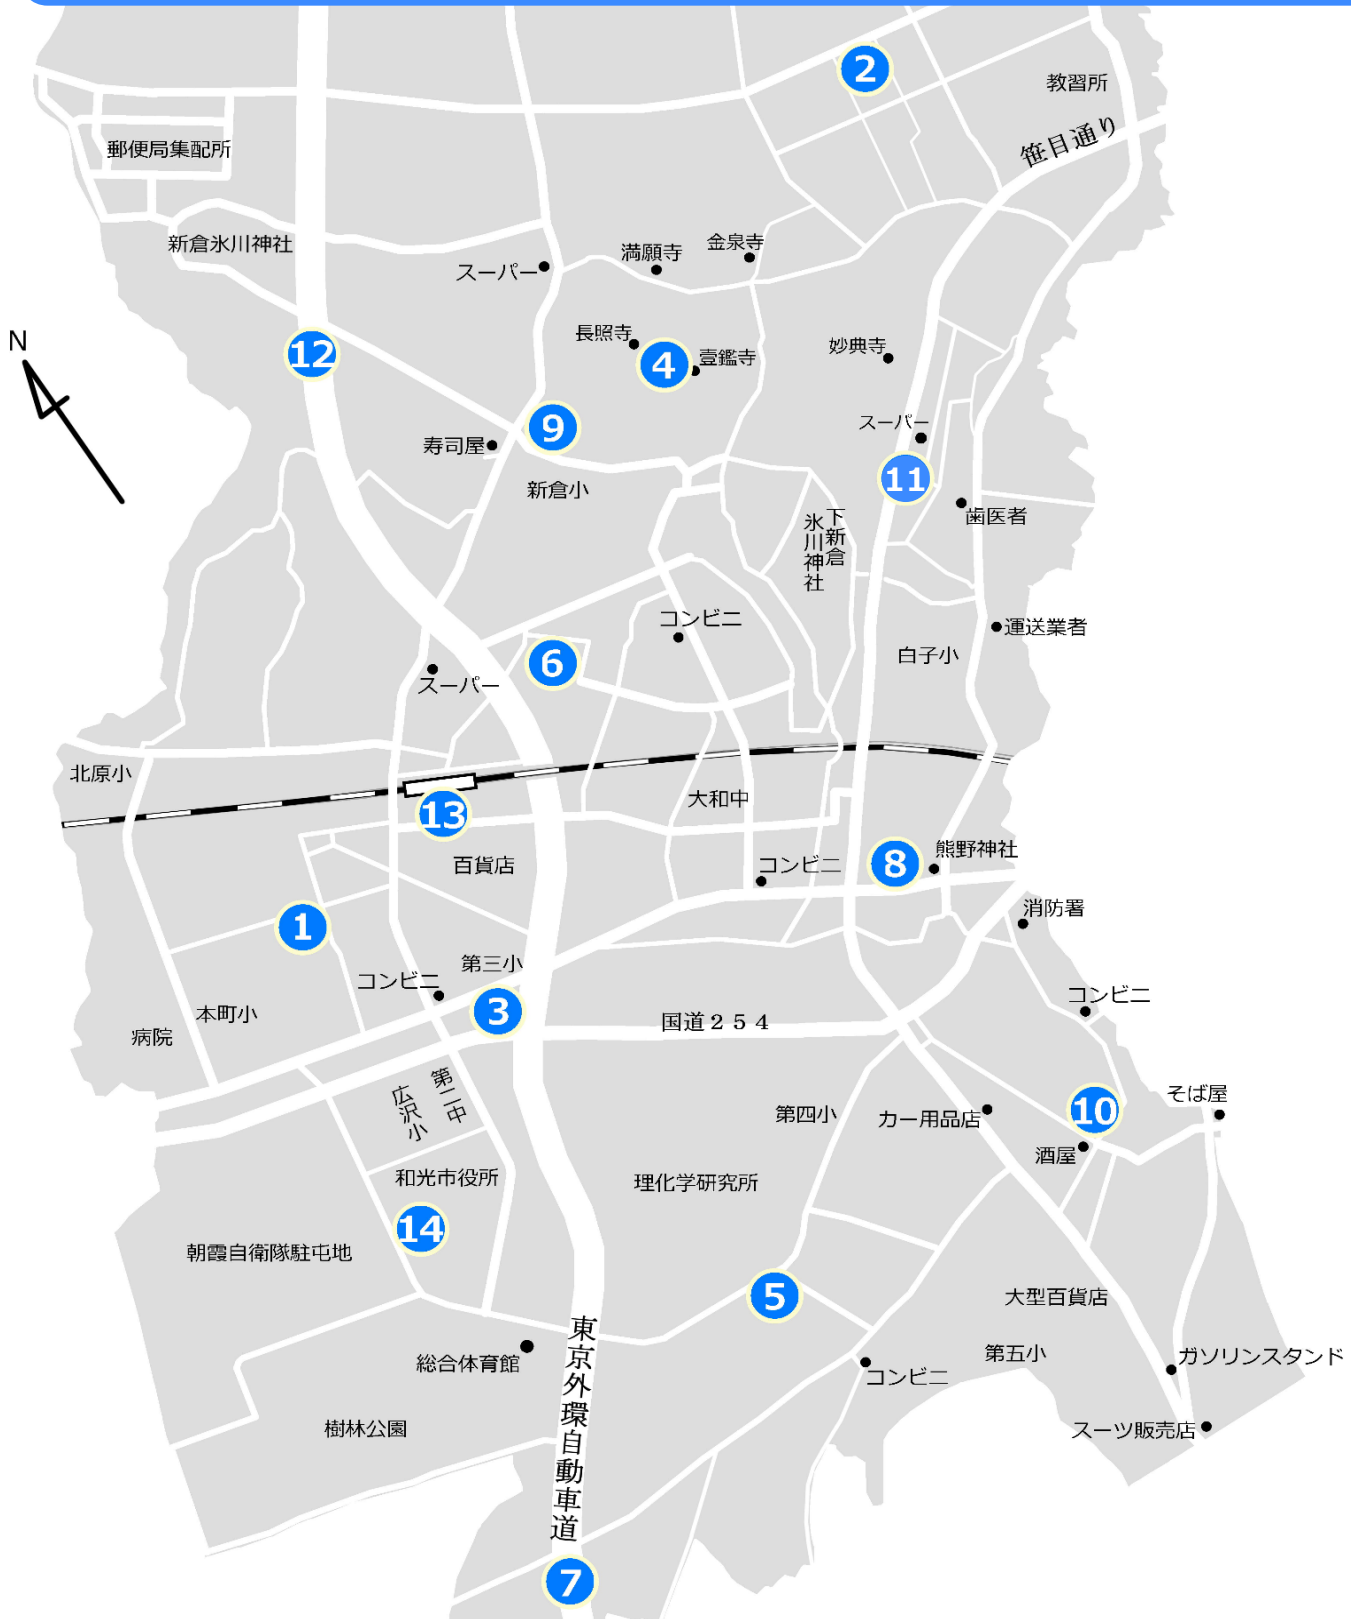 2
教習所
笹目通り
郵便局集配所
新倉氷川神社
スーパー
満願寺
金泉寺
N
12
長照寺
4
壹鑑寺
妙典寺
寿司屋
9
スーパー
新倉小
11
歯医者
下新倉
氷川神社
コンビニ
運送業者
6
白子小
スーパー
北原小
13
大和中
百貨店
コンビニ
8
熊野神社
1
消防署
第三小
コンビニ
3
コンビニ
本町小
国道２５４
病院
第二中
広沢小
第四小
カー用品店
10
そば屋
酒屋
和光市役所
理化学研究所
14
朝霞自衛隊駐屯地
5
大型百貨店
東京外環自動車道
総合体育館
第五小
コンビニ
ガソリンスタンド
樹林公園
スーツ販売店
7